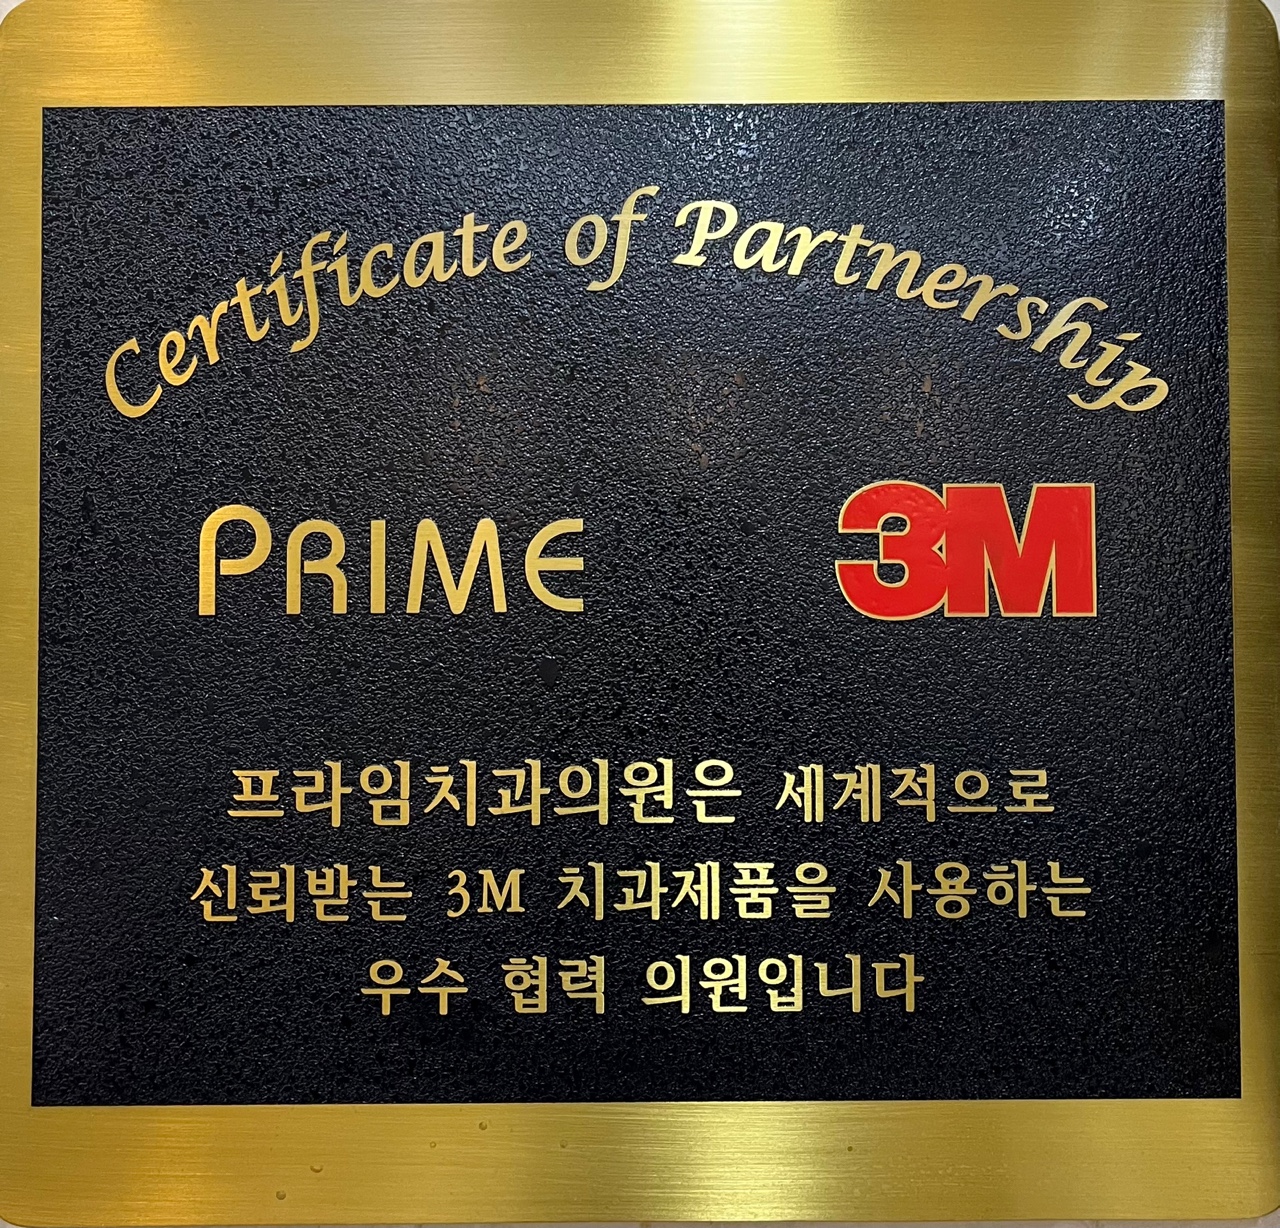 Certificate of Partnership
PRIME 3M
프라임치과의원은 세계적으로
신뢰받는 3M 치과제품을 사용하는
우수 협력 의원입니다